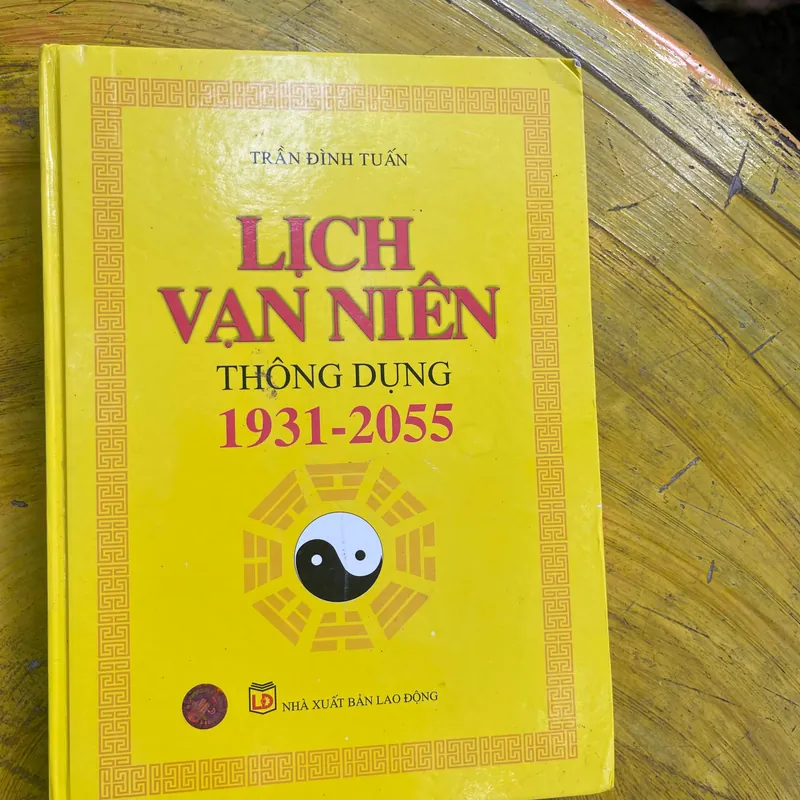 TRẦN ĐÌNH TUẤN
LỊCH
VẠN NIÊN
THÔNG DỤNG
1931-2055
LĐ
NHÀ XUẤT BẢN LAO ĐỘNG